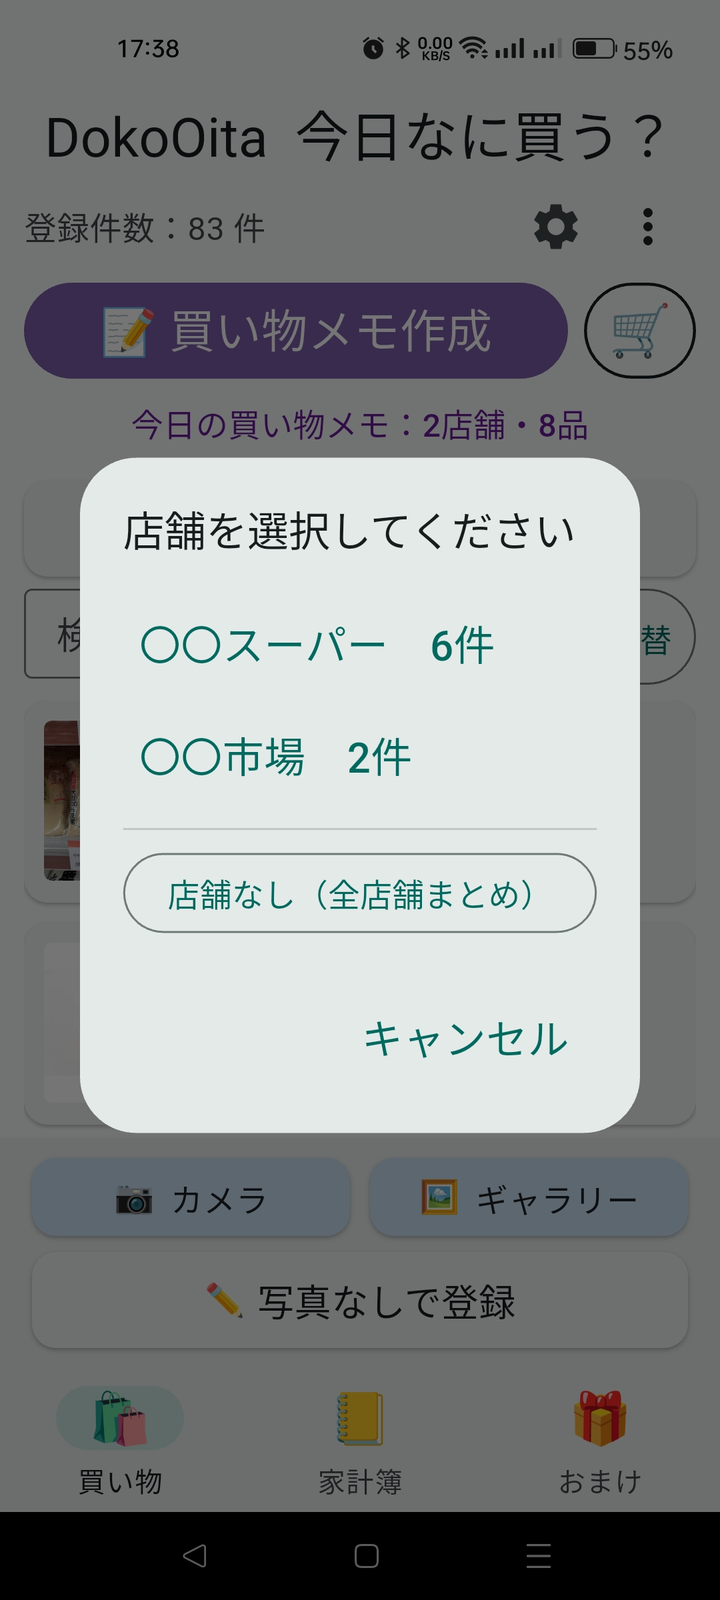 17:38
0.00
KB/S
55%
DokoOita 今日なに買う？
登録件数：83 件
買い物メモ作成
今日の買い物メモ：2店舗・8品
店舗を選択してください
検
替
〇〇スーパー 6件
〇〇市場 2件
店舗なし（全店舗まとめ）
キャンセル
カメラ
ギャラリー
写真なしで登録
買い物
家計簿
おまけ